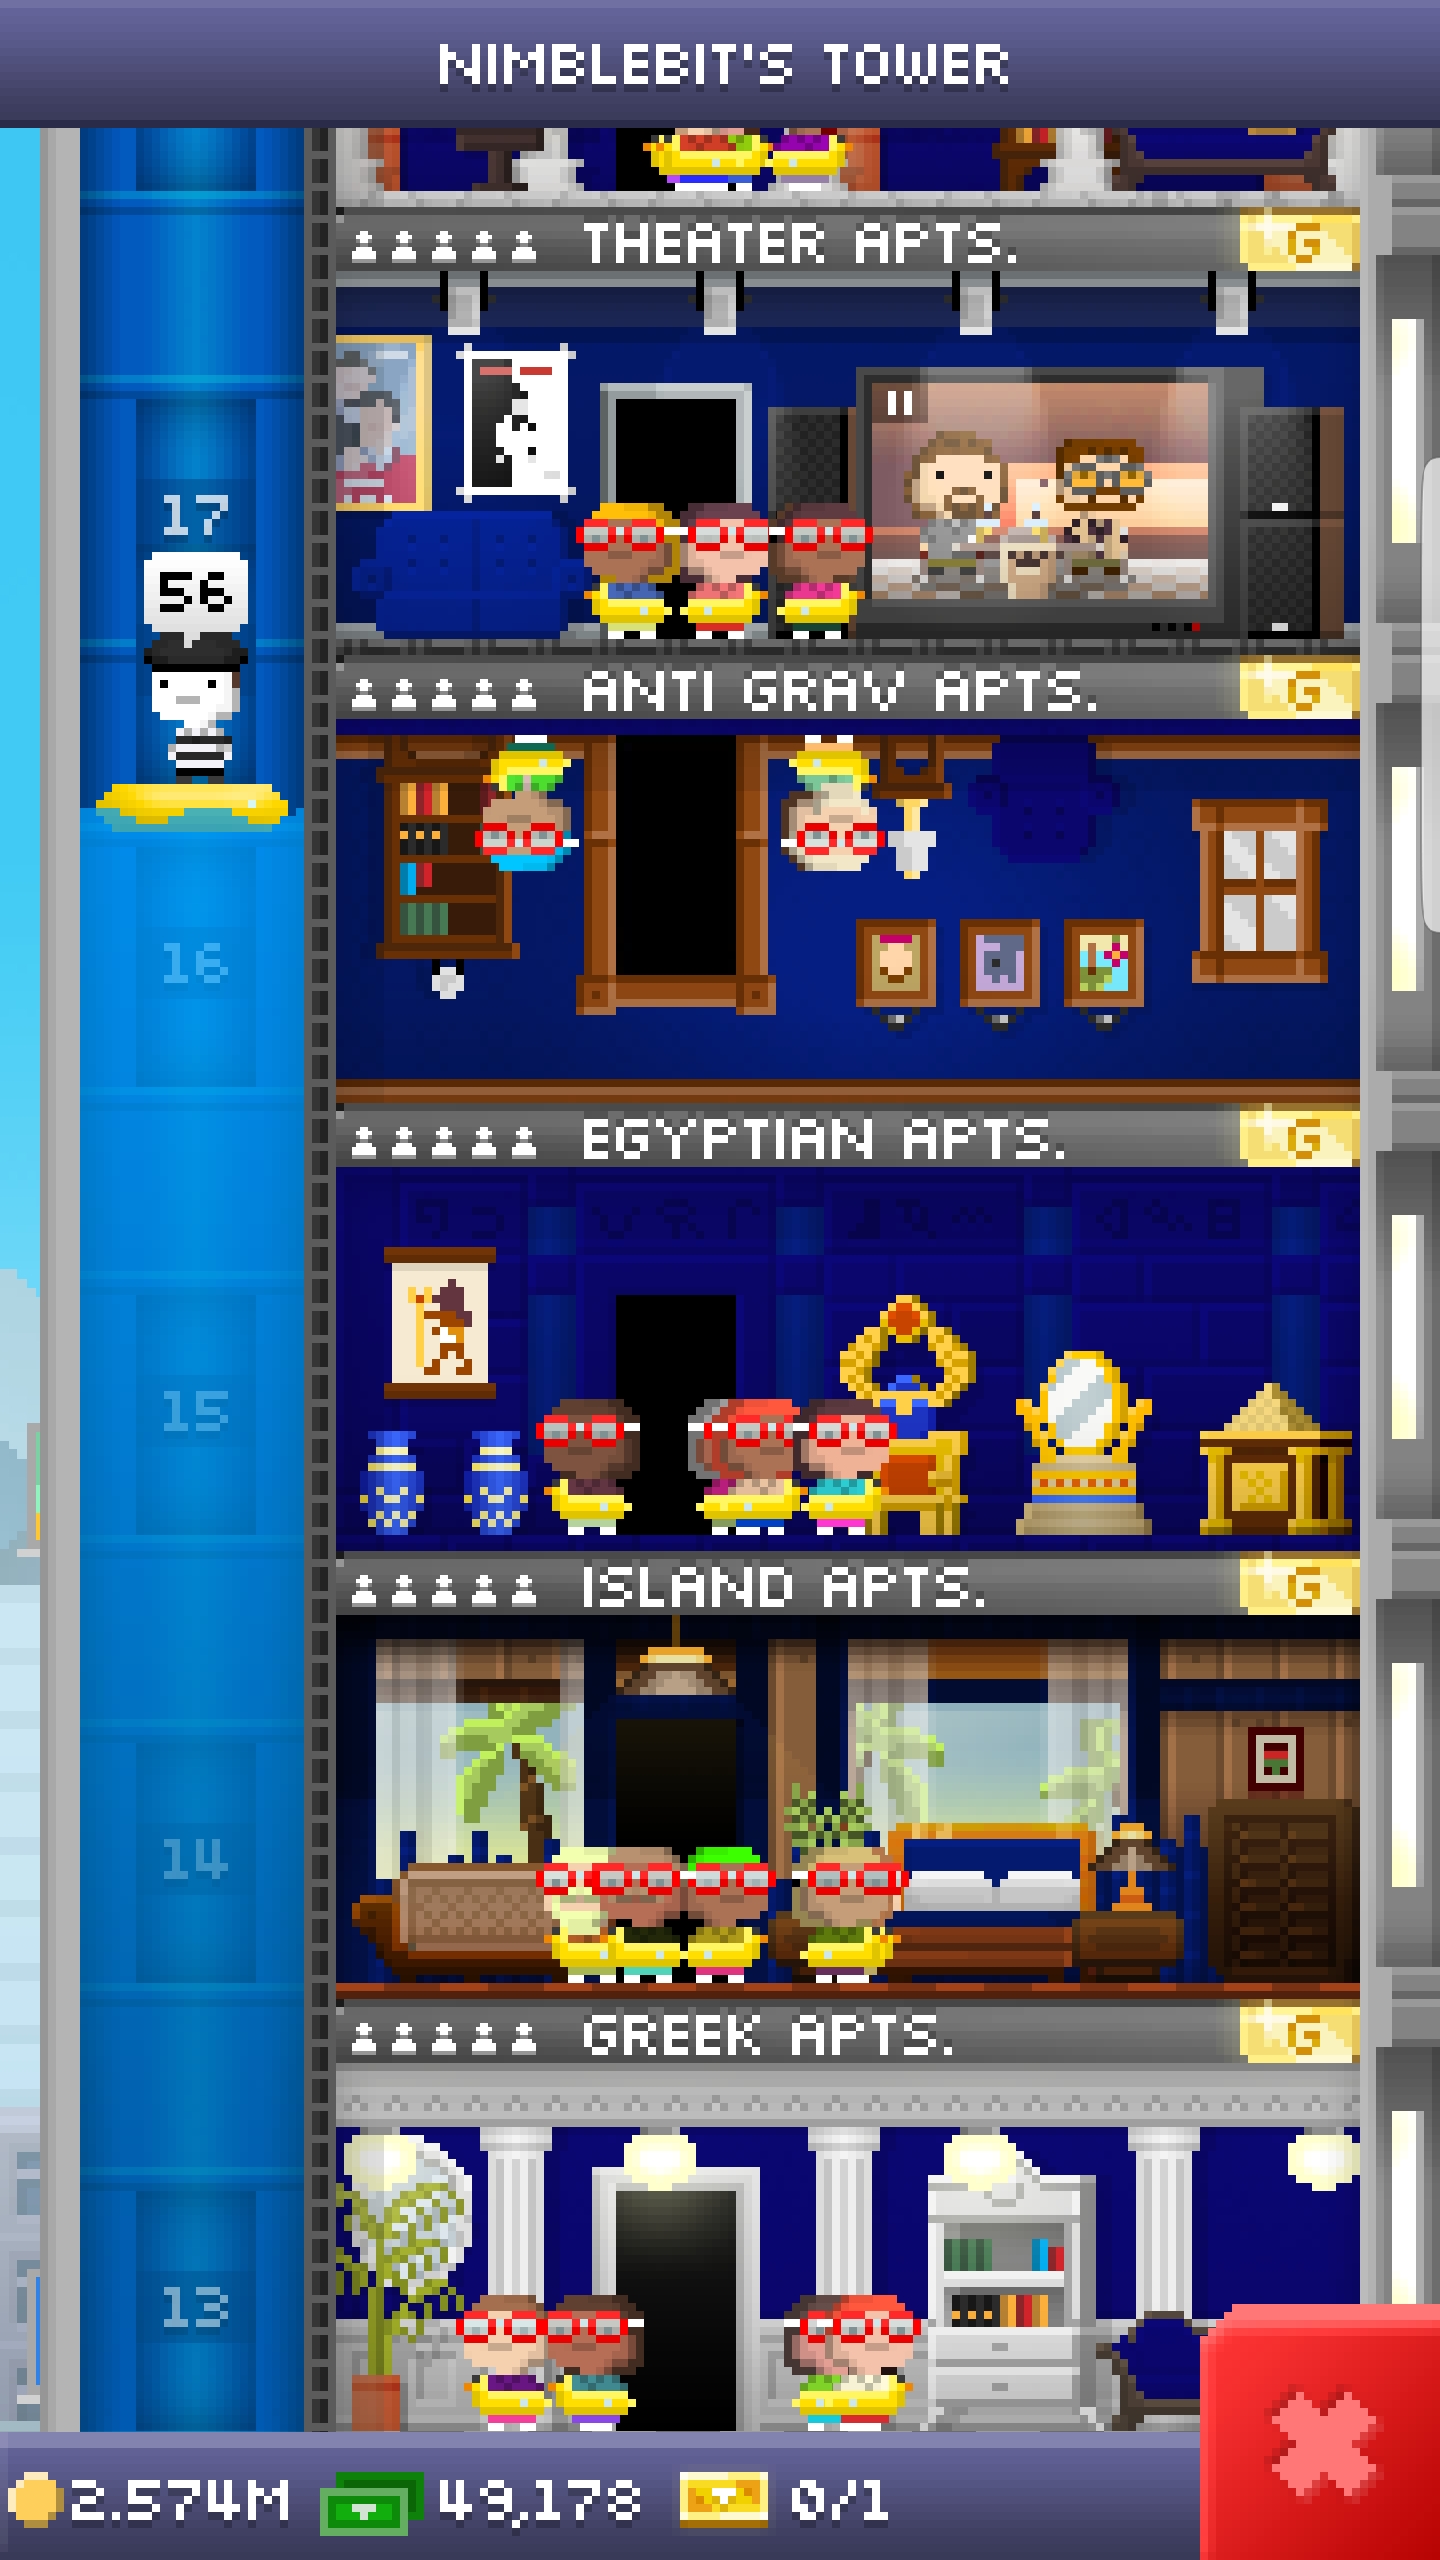 NIMBLEBIT'S TOWER
THEATER APTS. G
17
56
ANTI GRAV APTS. G
16
EGYPTIAN APTS. G
15
ISLAND APTS. G
14
GREEK APTS. G
13
2.574M 49,178 0/1